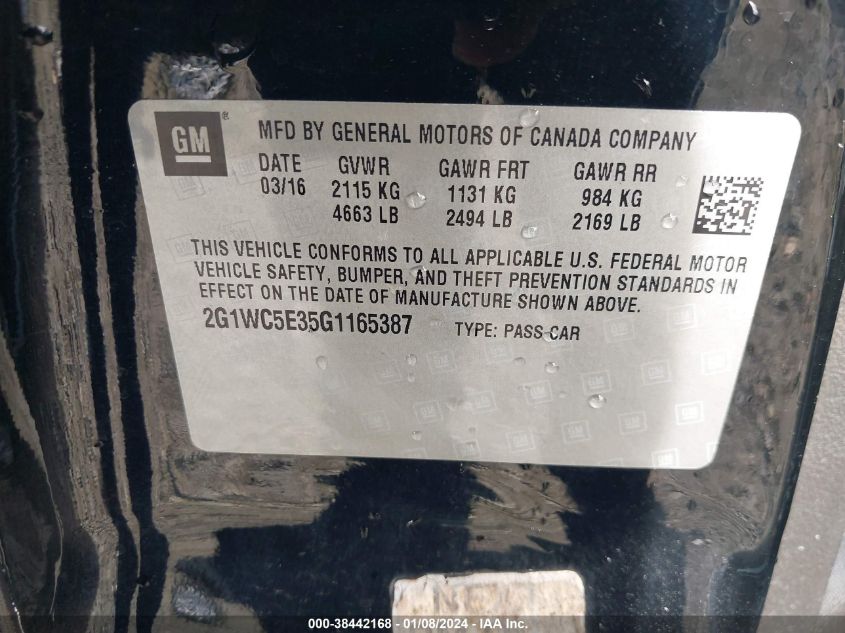 GM ®
MFD BY GENERAL MOTORS OF CANADA COMPANY
DATE GVWR GAWR FRT GAWR RR
03/16 2115 KG 1131 KG 984 KG
4663 LB 2494 LB 2169 LB
THIS VEHICLE CONFORMS TO ALL APPLICABLE U.S. FEDERAL MOTOR
VEHICLE SAFETY, BUMPER, AND THEFT PREVENTION STANDARDS IN
EFFECT ON THE DATE OF MANUFACTURE SHOWN ABOVE.
2G1WC5E35G1165387 TYPE: PASS CAR
000-38442168 - 01/08/2024 - IAA, Inc.